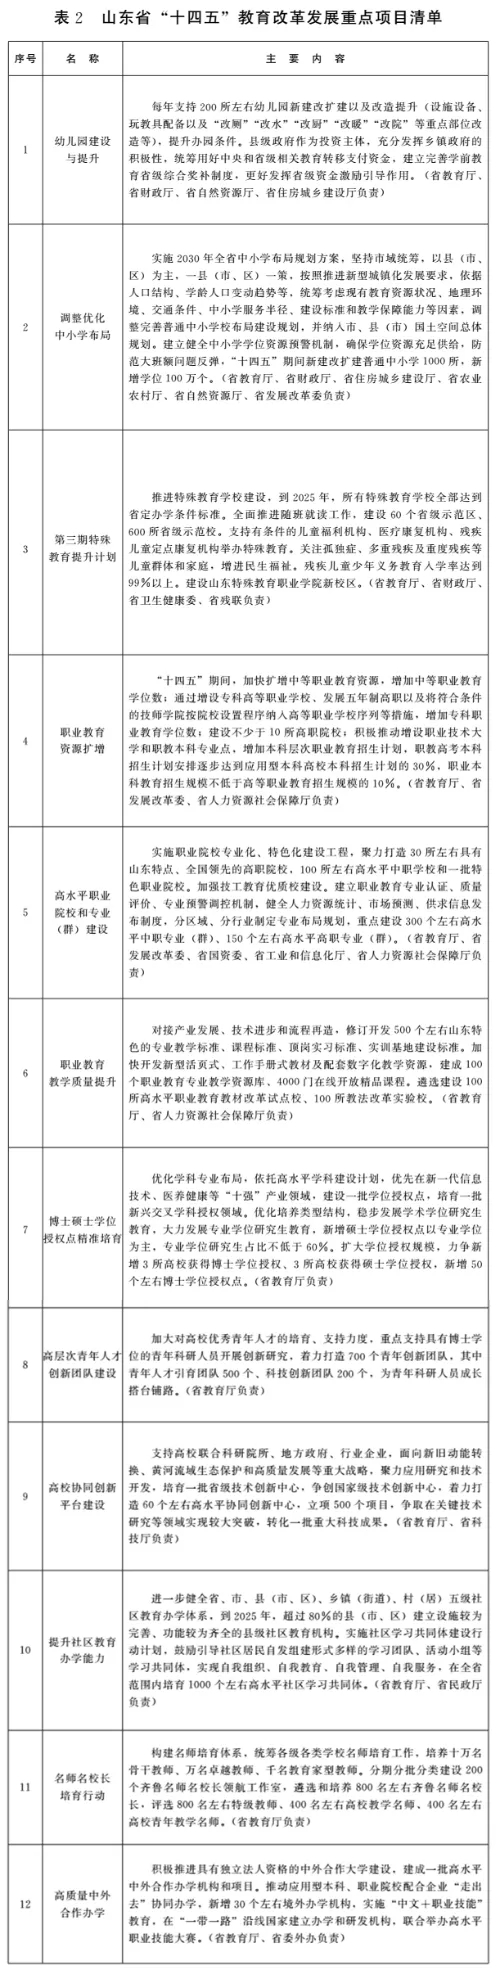 表 2　山东省“十四五”教育改革发展重点项目清单
序号　名　称　主　要　内　容
1
幼儿园建设
与提升
每年支持 200 所左右幼儿园新建改扩建以及改造提升（设施设备、
玩教具配备以及“改厕”“改水”“改厨”“改暖”“改院”等重点部位改
造等），提升办园条件。县级政府作为投资主体，充分发挥乡镇政府的
积极性，统筹用好中央和省级相关教育转移支付资金，建立完善学前教
育省级综合奖补制度，更好发挥省级资金激励引导作用。（省教育厅、
省财政厅、省自然资源厅、省住房城乡建设厅负责）
2
调整优化
中小学布局
实施 2030 年全省中小学布局规划方案，坚持市域统筹，以县（市、
区）为主，一县（市、区）一策，按照推进新型城镇化发展要求，依据
人口结构、学龄人口变动趋势等，统筹考虑现有教育资源状况、地理环
境、交通条件、中小学服务半径、建设标准和教学保障能力等因素，调
整完善普通中小学校布局建设规划，并纳入市、县（市）国土空间总体
规划。建立健全中小学学位资源预警机制，确保学位资源充足供给，防
范大班额问题反弹，“十四五”期间新建改扩建普通中小学 1000 所，新
增学位 100 万个。（省教育厅、省财政厅、省住房城乡建设厅、省农业
农村厅、省自然资源厅、省发展改革委负责）
3
第三期特殊
教育提升计划
推进特殊教育学校建设，到 2025 年，所有特殊教育学校全部达到
省定办学条件标准。全面推进随班就读工作，建设 60 个省级示范区、
600 所省级示范校。支持有条件的儿童福利机构、医疗康复机构、残疾
儿童定点康复机构举办特殊教育。关注孤独症、多重残疾及重度残疾等
儿童群体和家庭，增进民生福祉。残疾儿童少年义务教育入学率达到
99％以上。建设山东特殊教育职业学院新校区。（省教育厅、省财政厅、
省卫生健康委、省残联负责）
4
职业教育
资源扩增
“十四五”期间，加快扩增中等职业教育资源，增加中等职业教育
学位数；通过增设专科高等职业学校、发展五年制高职以及将符合条件
的技师学院按院校设置程序纳入高等职业学校序列等措施，增加专科职
业教育学位数；建设不少于 10 所高职院校；积极推动增设职业技术大
学和职教本科专业点，增加本科层次职业教育招生计划，职教高考本科
招生计划安排逐步达到应用型本科高校本科招生计划的 30％，职业本
科教育招生规模不低于高等职业教育招生规模的 10％。（省教育厅、省
发展改革委、省人力资源社会保障厅负责）
5
高水平职业
院校和专业
（群）建设
实施职业院校专业化、特色化建设工程，聚力打造 30 所左右具有
山东特点、全国领先的高职院校，100 所左右高水平中职学校和一批特
色职业院校。加强技工教育优质校建设。建立职业教育专业认证、质量
评价、专业预警调控机制，健全人力资源统计、市场预测、供求信息发
布制度，分区域、分行业制定专业布局规划，重点建设 300 个左右高水
平中职专业（群）、150 个左右高水平高职专业（群）。（省教育厅、省
发展改革委、省国资委、省工业和信息化厅、省人力资源社会保障厅负
责）
6
职业教育
教学质量提升
对接产业发展、技术进步和流程再造，修订开发 500 个左右山东特
色的专业教学标准、课程标准、顶岗实习标准、实训基地建设标准。加
快开发新型活页式、工作手册式教材及配套数字化教学资源，建成 100
个职业教育专业教学资源库、4000 门在线开放精品课程。遴选建设 100
所高水平职业教育教材改革试点校、100 所教法改革实验校。（省教育
厅、省人力资源社会保障厅负责）
7
博士硕士学位
授权点精准培育
优化学科专业布局，依托高水平学科建设计划，优先在新一代信息
技术、医养健康等“十强”产业领域，建设一批学位授权点，培育一批
新兴交叉学科授权领域。优化培养类型结构，稳步发展学术学位研究生
教育，大力发展专业学位研究生教育，新增硕士学位授权点以专业学位
为主，专业学位研究生占比不低于 60％。扩大学位授权规模，力争新
增 3 所高校获得博士学位授权、3 所高校获得硕士学位授权，新增 50
个左右博士学位授权点。（省教育厅负责）
8
高层次青年人才
创新团队建设
加大对高校优秀青年人才的培育、支持力度，重点支持具有博士学
位的青年科研人员开展创新研究，着力打造 700 个青年创新团队，其中
青年人才引育团队 500 个、科技创新团队 200 个，为青年科研人员成长
搭台铺路。（省教育厅负责）
9
高校协同创新
平台建设
支持高校联合科研院所、地方政府、行业企业，面向新旧动能转
换、黄河流域生态保护和高质量发展等重大战略，聚力应用研究和技术
开发，培育一批省级技术创新中心，争创国家级技术创新中心，着力打
造 60 个左右高水平协同创新中心，立项 500 个项目，争取在关键技术
研究等领域实现较大突破，转化一批重大科技成果。（省教育厅、省科
技厅负责）
10
提升社区教育
办学能力
进一步健全省、市、县（市、区）、乡镇（街道）、村（居）五级社
区教育办学体系，到 2025 年，超过 80％的县（市、区）建立设施较为
完善、功能较为齐全的县级社区教育机构。实施社区学习共同体建设行
动计划，鼓励引导社区居民自发组建形式多样的学习团队、活动小组等
学习共同体，实现自我组织、自我教育、自我管理、自我服务，在全省
范围内培育 1000 个左右高水平社区学习共同体。（省教育厅、省民政厅
负责）
11
名师名校长
培育行动
构建名师培育体系，统筹各级各类学校名师培育工作，培养十万名
骨干教师、万名卓越教师、千名教育家型教师。分期分批分类建设 200
个齐鲁名师名校长领航工作室，遴选和培养 800 名左右齐鲁名师名校
长，评选 800 名左右特级教师、400 名左右高校教学名师、400 名左右
高校青年教学名师。（省教育厅负责）
12
高质量中外
合作办学
积极推进具有独立法人资格的中外合作大学建设，建成一批高水平
中外合作办学机构和项目。推动应用型本科、职业院校配合企业“走出
去”协同办学，新增 30 个左右境外办学机构，实施“中文＋职业技能”
教育，在“一带一路”沿线国家建立办学和研发机构，联合举办高水平
职业技能大赛。（省教育厅、省委外办负责）